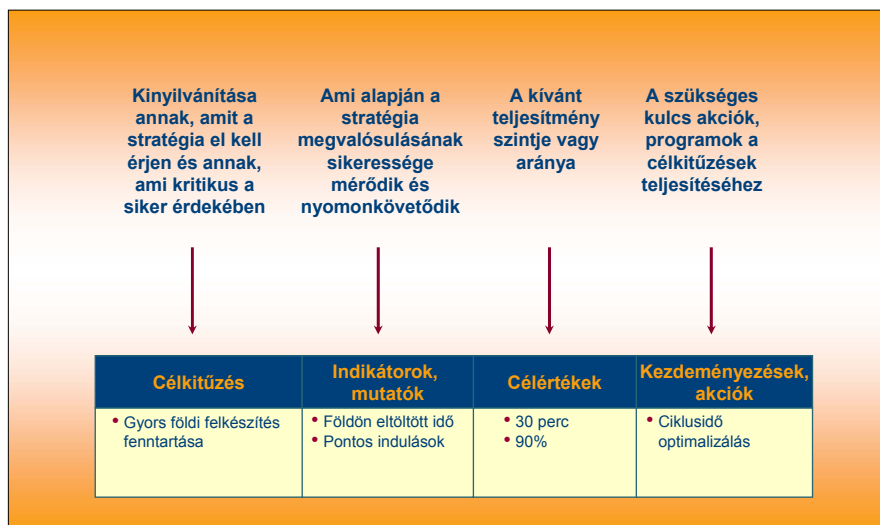 Kinyilvánítása
annak, amit a
stratégia el kell
érjen és annak,
ami kritikus a
siker érdekében
Ami alapján a
stratégia
megvalósulásának
sikeressége
mérődik és
nyomonkövetődik
A kívánt
teljesítmény
szintje vagy
aránya
A szükséges
kulcs akciók,
programok a
célkitűzések
teljesítéséhez
Célkitűzés
Indikátorok,
mutatók
Célértékek
Kezdeményezések,
akciók
• Gyors földi felkészítés
fenntartása
• Földön eltöltött idő
• Pontos indulások
• 30 perc
• 90%
• Ciklusidő
optimalizálás